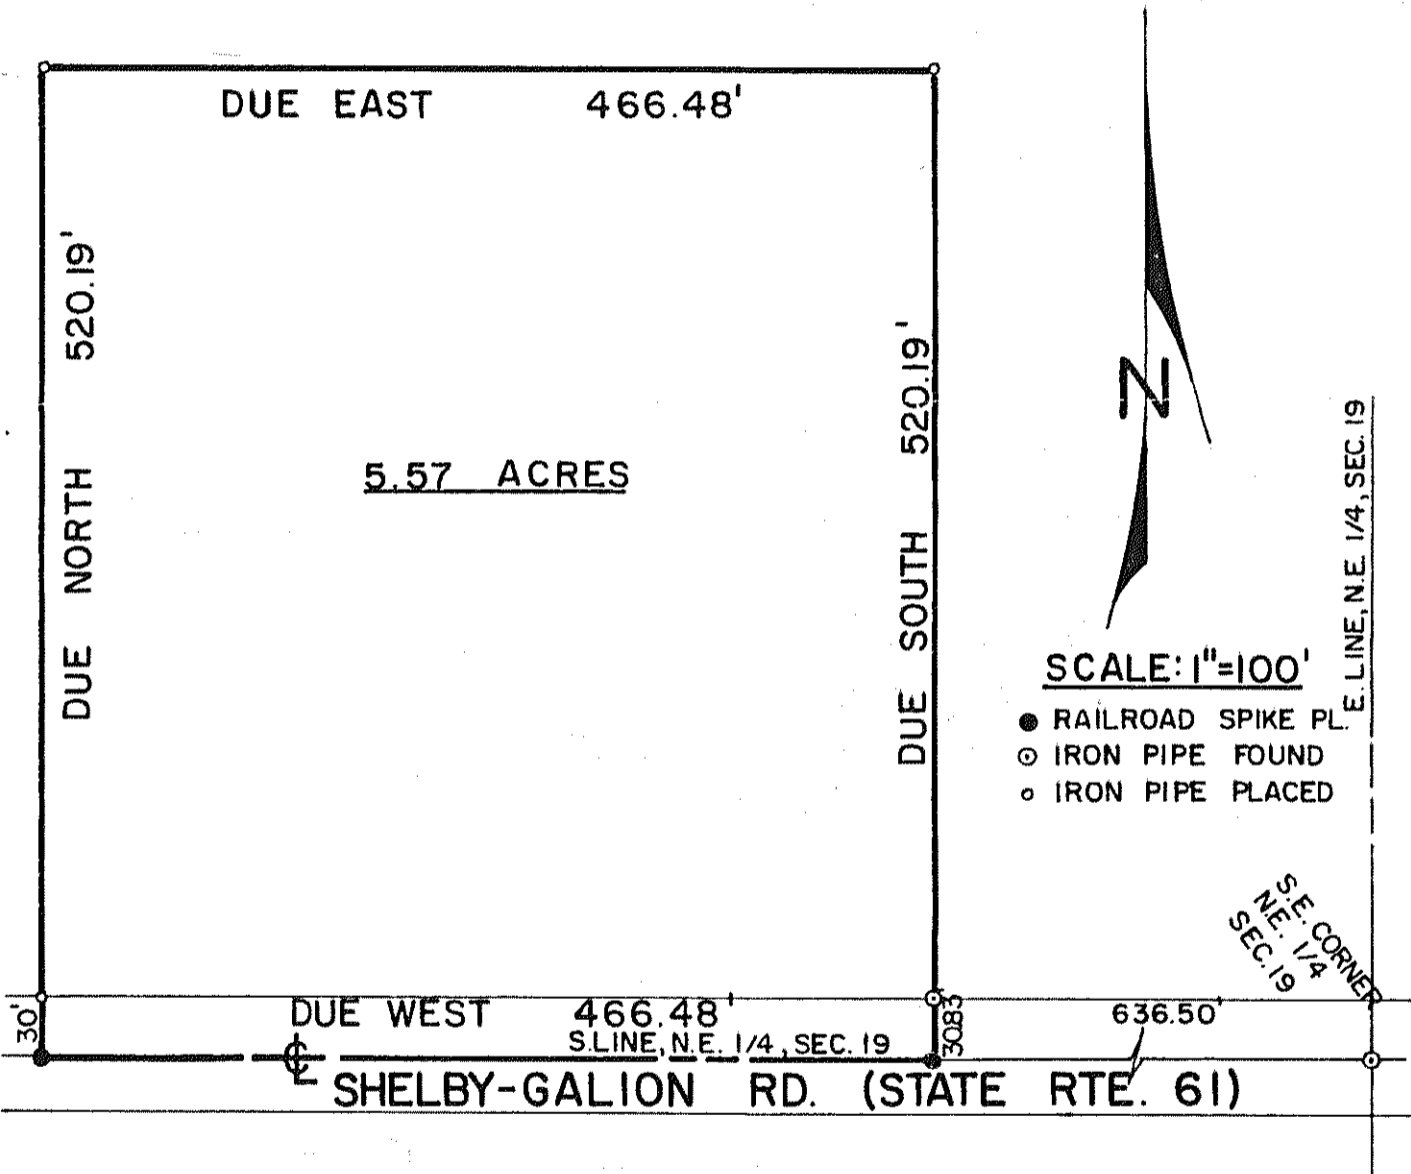 DUE EAST 466.48'
DUE NORTH 520.19'
5.57 ACRES
DUE SOUTH 520.19'
N
SCALE: 1"=100'
RAILROAD SPIKE PL.
IRON PIPE FOUND
IRON PIPE PLACED
E. LINE, N.E. 1/4, SEC. 19
S.E. CORNER
N.E. 1/4
SEC. 19
30'
DUE WEST 466.48'
30.83'
636.50'
S. LINE, N.E. 1/4, SEC. 19
℄ SHELBY-GALION RD. (STATE RTE. 61)